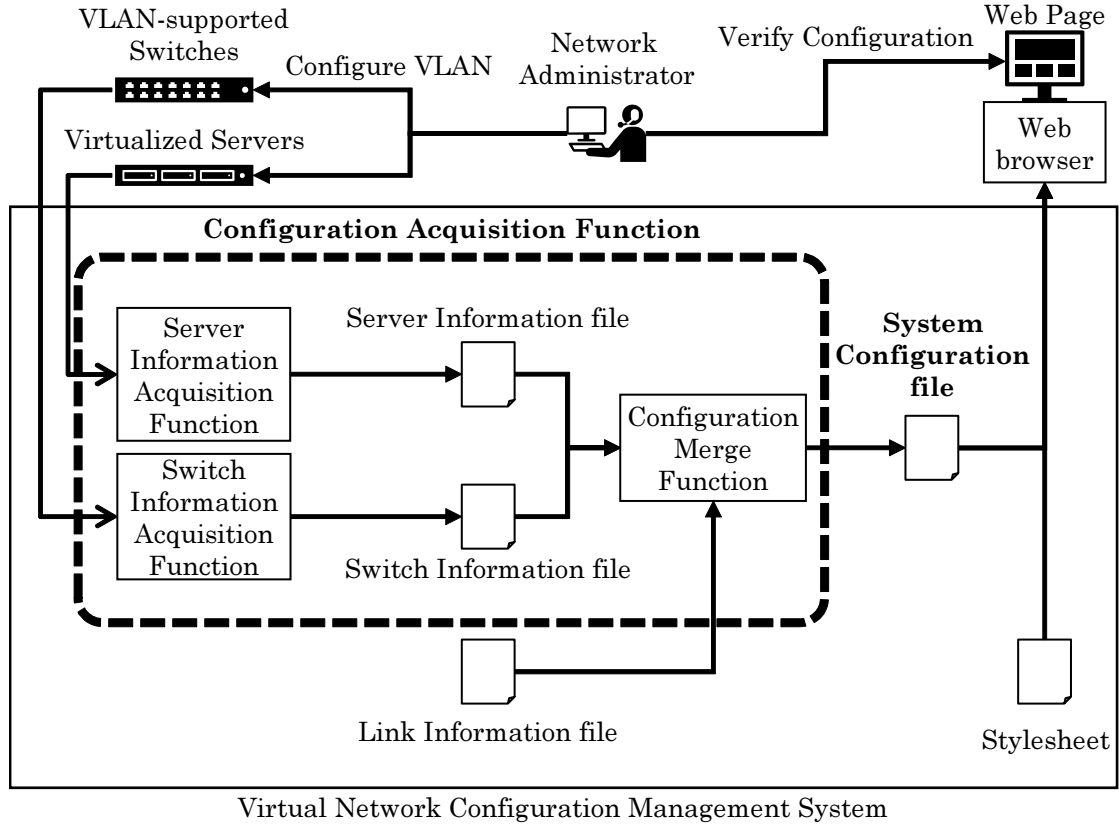 VLAN-supported
Switches
Configure VLAN
Network
Administrator
Verify Configuration
Web Page
Virtualized Servers
Web
browser
Configuration Acquisition Function
Server
Information
Acquisition
Function
Server Information file
System
Configuration
file
Configuration
Merge
Function
Switch
Information
Acquisition
Function
Switch Information file
Link Information file
Stylesheet
Virtual Network Configuration Management System